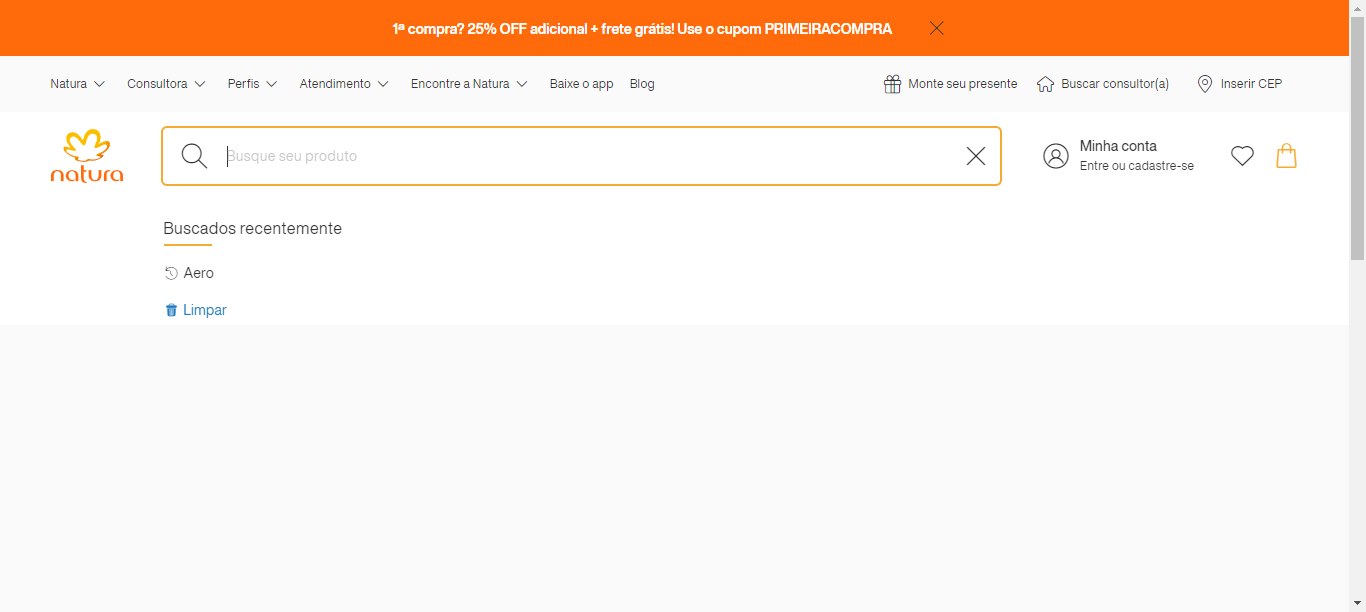 1ª compra? 25% OFF adicional + frete grátis! Use o cupom PRIMEIRACOMPRA
Natura Consultora Perfis Atendimento Encontre a Natura Baixe o app Blog Monte seu presente Buscar consultor(a) Inserir CEP
natura
Busque seu produto
Minha conta
Entre ou cadastre-se
Buscados recentemente
Aero
Limpar